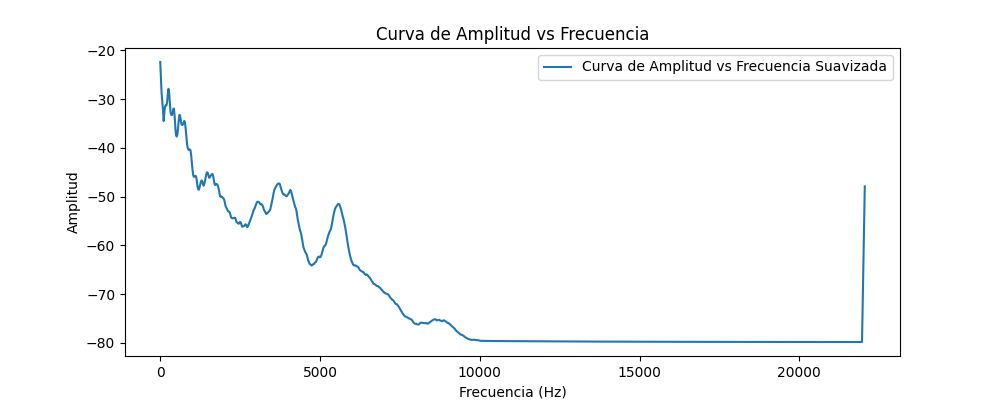 Curva de Amplitud vs Frecuencia
Curva de Amplitud vs Frecuencia Suavizada
Amplitud
−20
−30
−40
−50
−60
−70
−80
0 5000 10000 15000 20000
Frecuencia (Hz)